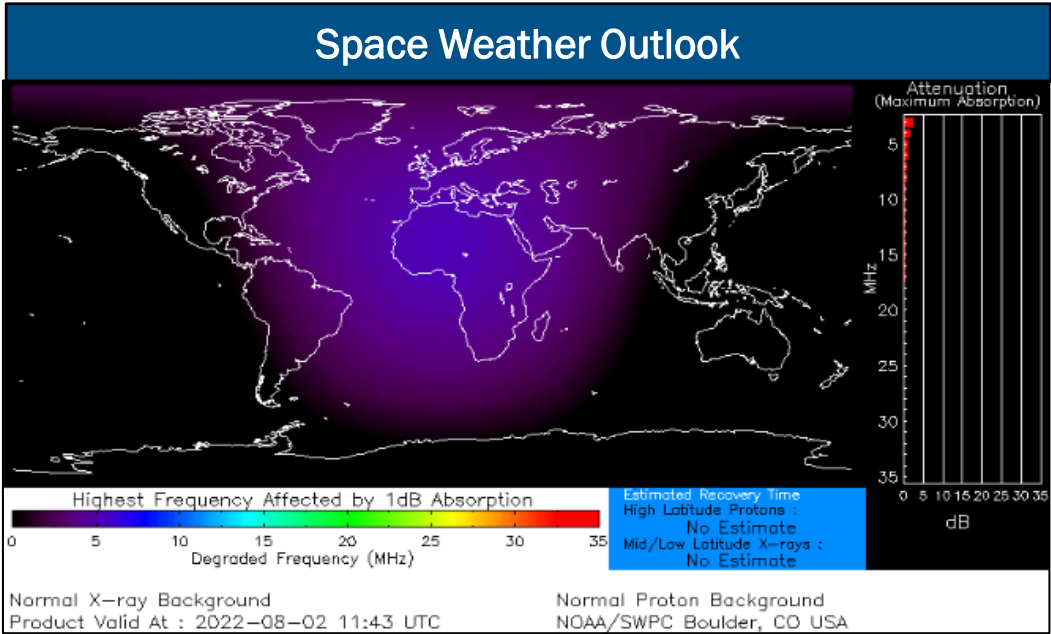 Space Weather Outlook
Attenuation
(Maximum Absorption)
5
10
15
20
25
30
35
MHz
0 5 10 15 20 25 30 35
dB
Highest Frequency Affected by 1dB Absorption
0 5 10 15 20 25 30 35
Degraded Frequency (MHz)
Estimated Recovery Time
High Latitude Protons :
No Estimate
Mid/Low Latitude X-rays :
No Estimate
Normal X-ray Background
Product Valid At : 2022-08-02 11:43 UTC
Normal Proton Background
NOAA/SWPC Boulder, CO USA